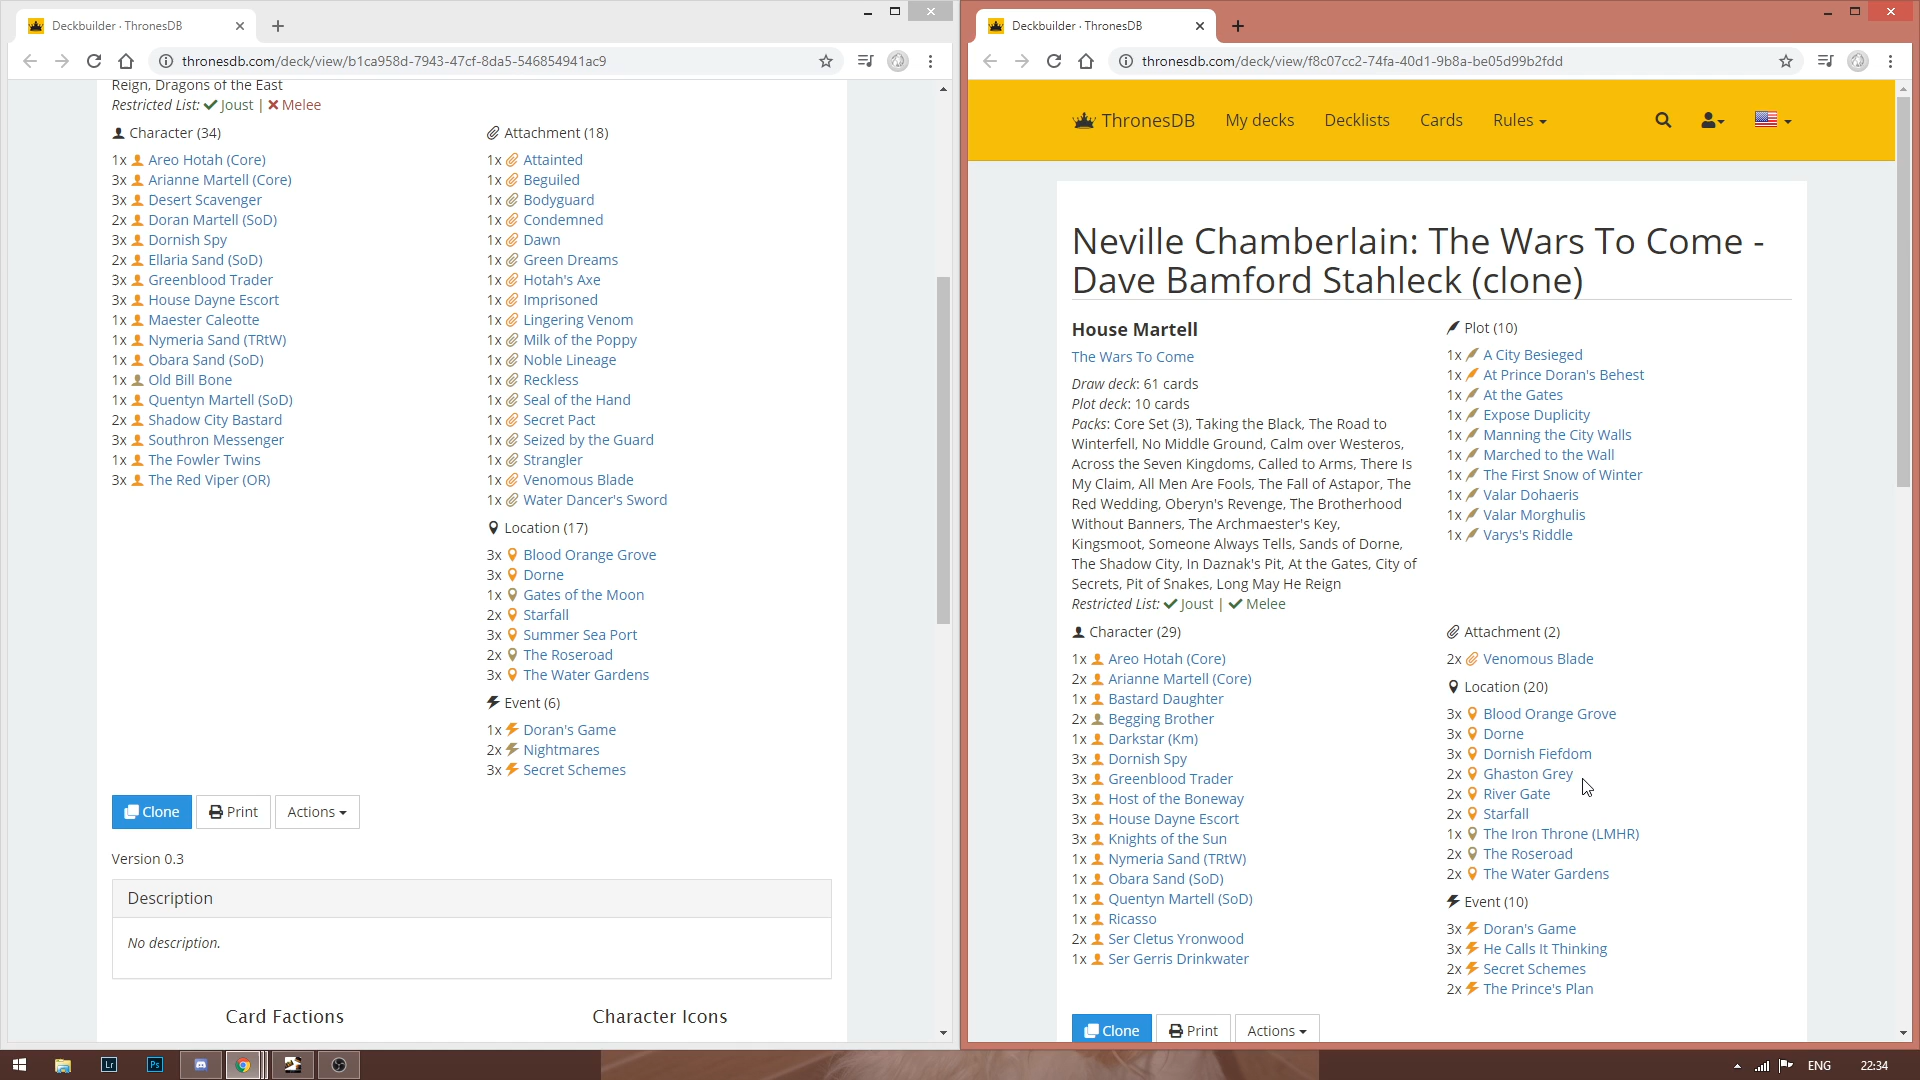 Deckbuilder · ThronesDB
thronesdb.com/deck/view/b1ca958d-7943-47cf-8da5-546854941ac9
Reign, Dragons of the East
Restricted List: Joust | Melee
Character (34)
1x Areo Hotah (Core)
3x Arianne Martell (Core)
3x Desert Scavenger
2x Doran Martell (SoD)
3x Dornish Spy
2x Ellaria Sand (SoD)
3x Greenblood Trader
3x House Dayne Escort
1x Maester Caleotte
1x Nymeria Sand (TRtW)
1x Obara Sand (SoD)
1x Old Bill Bone
1x Quentyn Martell (SoD)
2x Shadow City Bastard
3x Southron Messenger
1x The Fowler Twins
3x The Red Viper (OR)
Attachment (18)
1x Attainted
1x Beguiled
1x Bodyguard
1x Condemned
1x Dawn
1x Green Dreams
1x Hotah's Axe
1x Imprisoned
1x Lingering Venom
1x Milk of the Poppy
1x Noble Lineage
1x Reckless
1x Seal of the Hand
1x Secret Pact
1x Seized by the Guard
1x Strangler
1x Venomous Blade
1x Water Dancer's Sword
Location (17)
3x Blood Orange Grove
3x Dorne
1x Gates of the Moon
2x Starfall
3x Summer Sea Port
2x The Roseroad
3x The Water Gardens
Event (6)
1x Doran's Game
2x Nightmares
3x Secret Schemes
Clone Print Actions
Version 0.3
Description
No description.
Card Factions Character Icons
Deckbuilder · ThronesDB
thronesdb.com/deck/view/f8c07cc2-74fa-40d1-9b8a-be05d99b2fdd
ThronesDB My decks Decklists Cards Rules
Neville Chamberlain: The Wars To Come -
Dave Bamford Stahleck (clone)
House Martell
The Wars To Come
Draw deck: 61 cards
Plot deck: 10 cards
Packs: Core Set (3), Taking the Black, The Road to
Winterfell, No Middle Ground, Calm over Westeros,
Across the Seven Kingdoms, Called to Arms, There Is
My Claim, All Men Are Fools, The Fall of Astapor, The
Red Wedding, Oberyn's Revenge, The Brotherhood
Without Banners, The Archmaester's Key,
Kingsmoot, Someone Always Tells, Sands of Dorne,
The Shadow City, In Daznak's Pit, At the Gates, City of
Secrets, Pit of Snakes, Long May He Reign
Restricted List: Joust | Melee
Plot (10)
1x A City Besieged
1x At Prince Doran's Behest
1x At the Gates
1x Expose Duplicity
1x Manning the City Walls
1x Marched to the Wall
1x The First Snow of Winter
1x Valar Dohaeris
1x Valar Morghulis
1x Varys's Riddle
Character (29)
1x Areo Hotah (Core)
2x Arianne Martell (Core)
1x Bastard Daughter
2x Begging Brother
1x Darkstar (Km)
3x Dornish Spy
3x Greenblood Trader
3x Host of the Boneway
3x House Dayne Escort
3x Knights of the Sun
1x Nymeria Sand (TRtW)
1x Obara Sand (SoD)
1x Quentyn Martell (SoD)
1x Ricasso
2x Ser Cletus Yronwood
1x Ser Gerris Drinkwater
Attachment (2)
2x Venomous Blade
Location (20)
3x Blood Orange Grove
3x Dorne
3x Dornish Fiefdom
2x Ghaston Grey
2x River Gate
2x Starfall
1x The Iron Throne (LMHR)
2x The Roseroad
2x The Water Gardens
Event (10)
3x Doran's Game
3x He Calls It Thinking
2x Secret Schemes
2x The Prince's Plan
Clone Print Actions
Lr Ps ENG 22:34